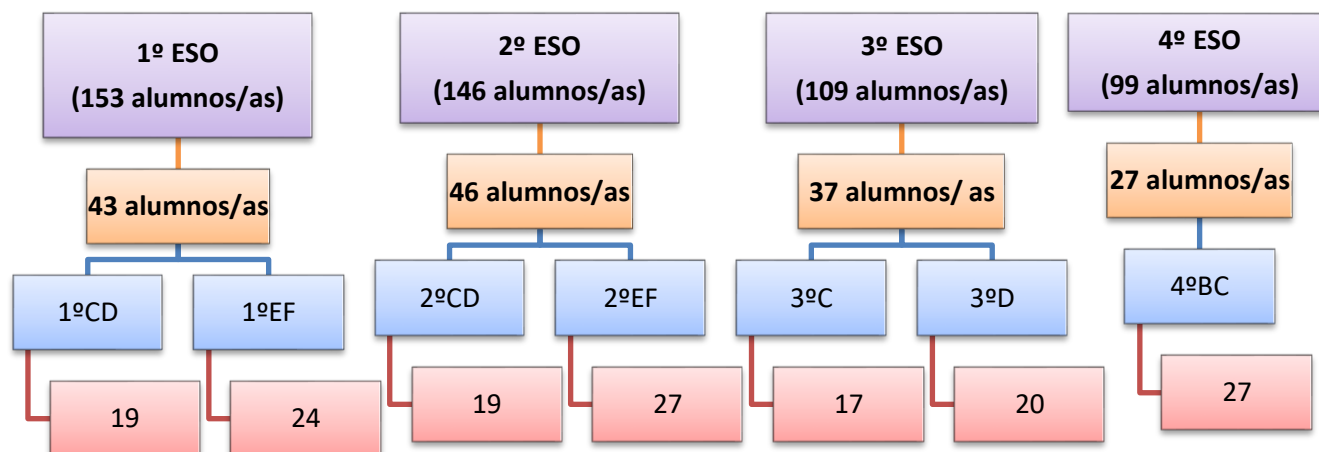 1º ESO
(153 alumnos/as)
43 alumnos/as
1ºCD
19
1ºEF
24
2º ESO
(146 alumnos/as)
46 alumnos/as
2ºCD
19
2ºEF
27
3º ESO
(109 alumnos/as)
37 alumnos/ as
3ºC
17
3ºD
20
4º ESO
(99 alumnos/as)
27 alumnos/as
4ºBC
27